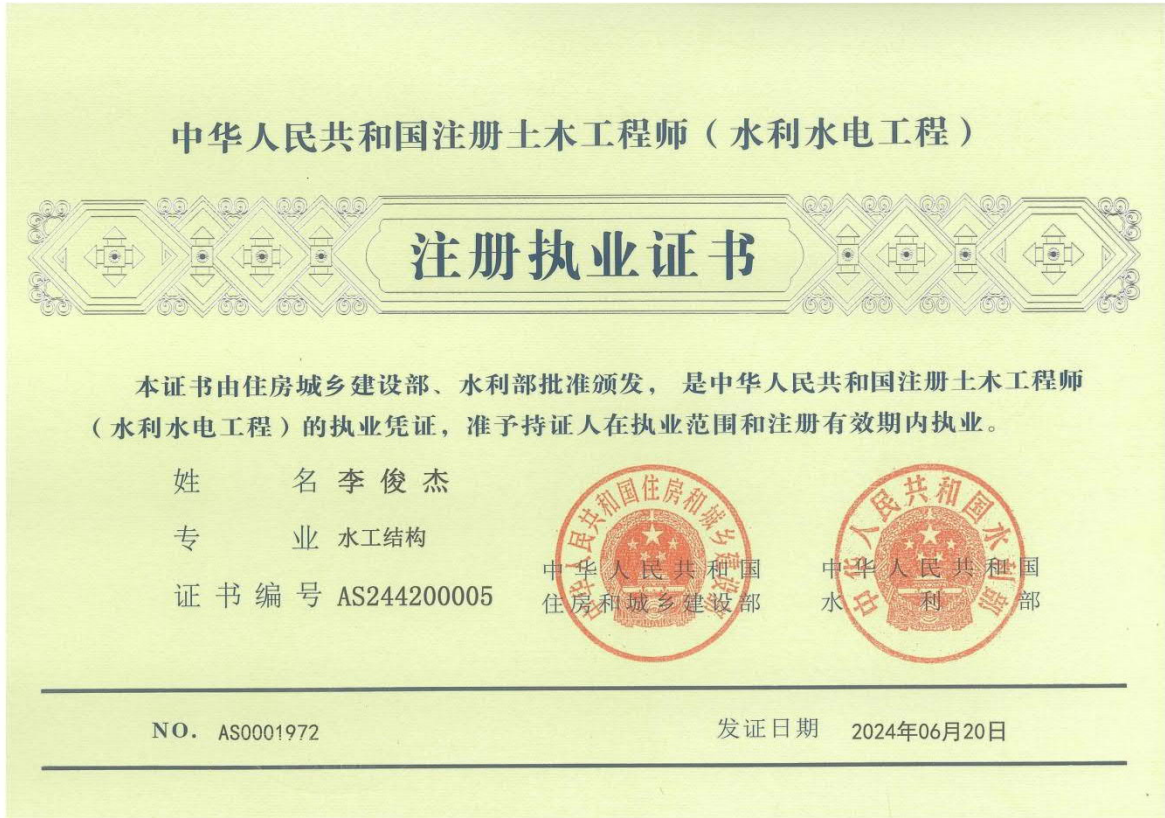 中华人民共和国注册土木工程师（水利水电工程）
注册执业证书
本证书由住房城乡建设部、水利部批准颁发， 是中华人民共和国注册土木工程师
（水利水电工程）的执业凭证，准予持证人在执业范围和注册有效期内执业。
姓 名 李俊杰
专 业 水工结构
证书编号 AS244200005
中华人民共和国住房和城乡建设部
中华人民共和国
住房和城乡建设部
中华人民共和国水利部
中华人民共和国
水利部
NO. AS0001972
发证日期 2024年06月20日